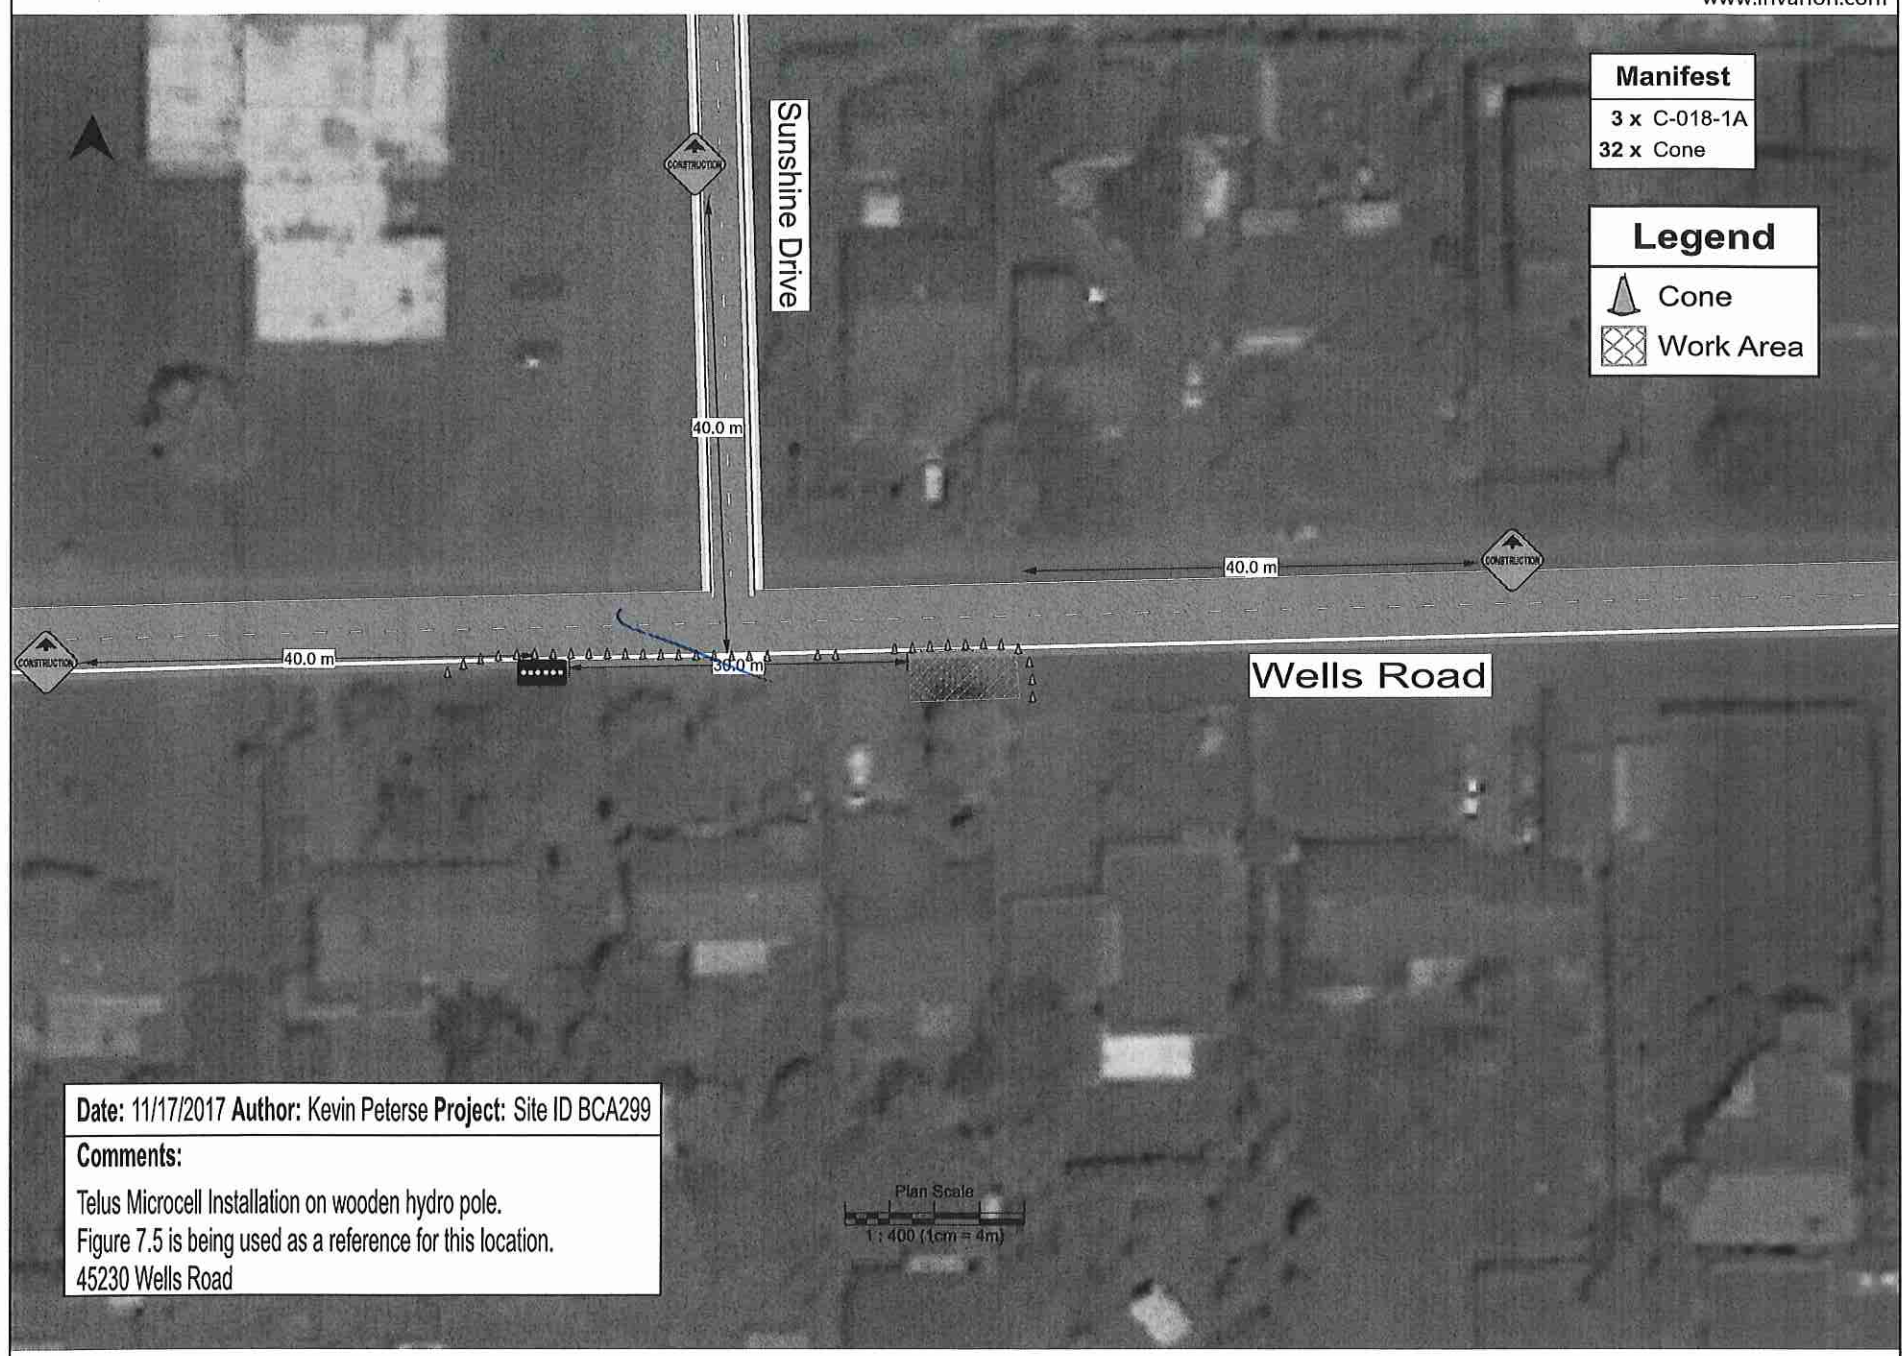 www.invarion.com
Manifest
3 x C-018-1A
32 x Cone
Legend
Cone
Work Area
Sunshine Drive
CONSTRUCTION
40.0 m
40.0 m
CONSTRUCTION
CONSTRUCTION
40.0 m
30.0 m
Wells Road
Date: 11/17/2017 Author: Kevin Peterse Project: Site ID BCA299
Comments:
Telus Microcell Installation on wooden hydro pole.
Figure 7.5 is being used as a reference for this location.
45230 Wells Road
Plan Scale
1 : 400 (1cm = 4m)